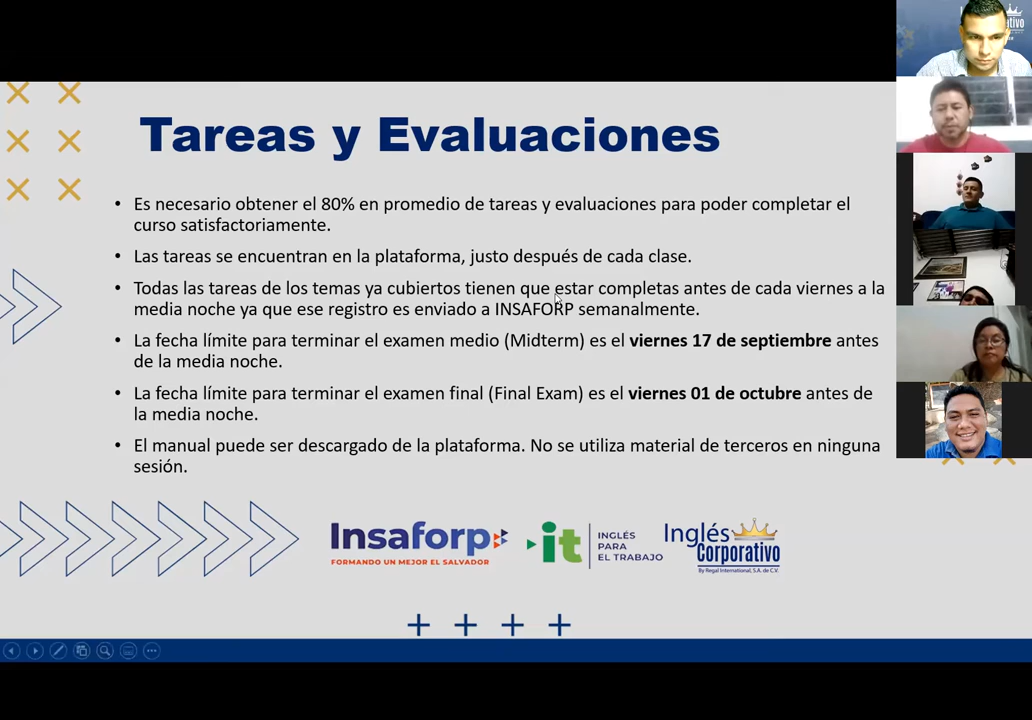 Tareas y Evaluaciones
• Es necesario obtener el 80% en promedio de tareas y evaluaciones para poder completar el
curso satisfactoriamente.
• Las tareas se encuentran en la plataforma, justo después de cada clase.
• Todas las tareas de los temas ya cubiertos tienen que estar completas antes de cada viernes a la
media noche ya que ese registro es enviado a INSAFORP semanalmente.
• La fecha límite para terminar el examen medio (Midterm) es el viernes 17 de septiembre antes
de la media noche.
• La fecha límite para terminar el examen final (Final Exam) es el viernes 01 de octubre antes de
la media noche.
• El manual puede ser descargado de la plataforma. No se utiliza material de terceros en ninguna
sesión.
Insaforp
FORMANDO UN MEJOR EL SALVADOR
it
INGLÉS
PARA
EL TRABAJO
Inglés
Corporativo
By Regal International, S.A. de C.V.